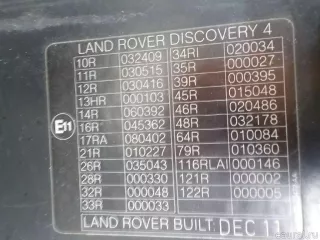 LAND ROVER DISCOVERY 4
10R 032409 34RI 020034
11R 030515 35R 000027
12R 030416 39R 000395
13HR 000103 45R 015048
14R 060392 46R 020486
16R 045362 48R 032178
17RA 080402 64R 010084
21R 010227 79R 010360
26R 035043 116RLAI 000146
28R 000330 121R 000002
32R 000048 122R 000005
33R 000033
E11
LAND ROVER BUILT: DEC 11